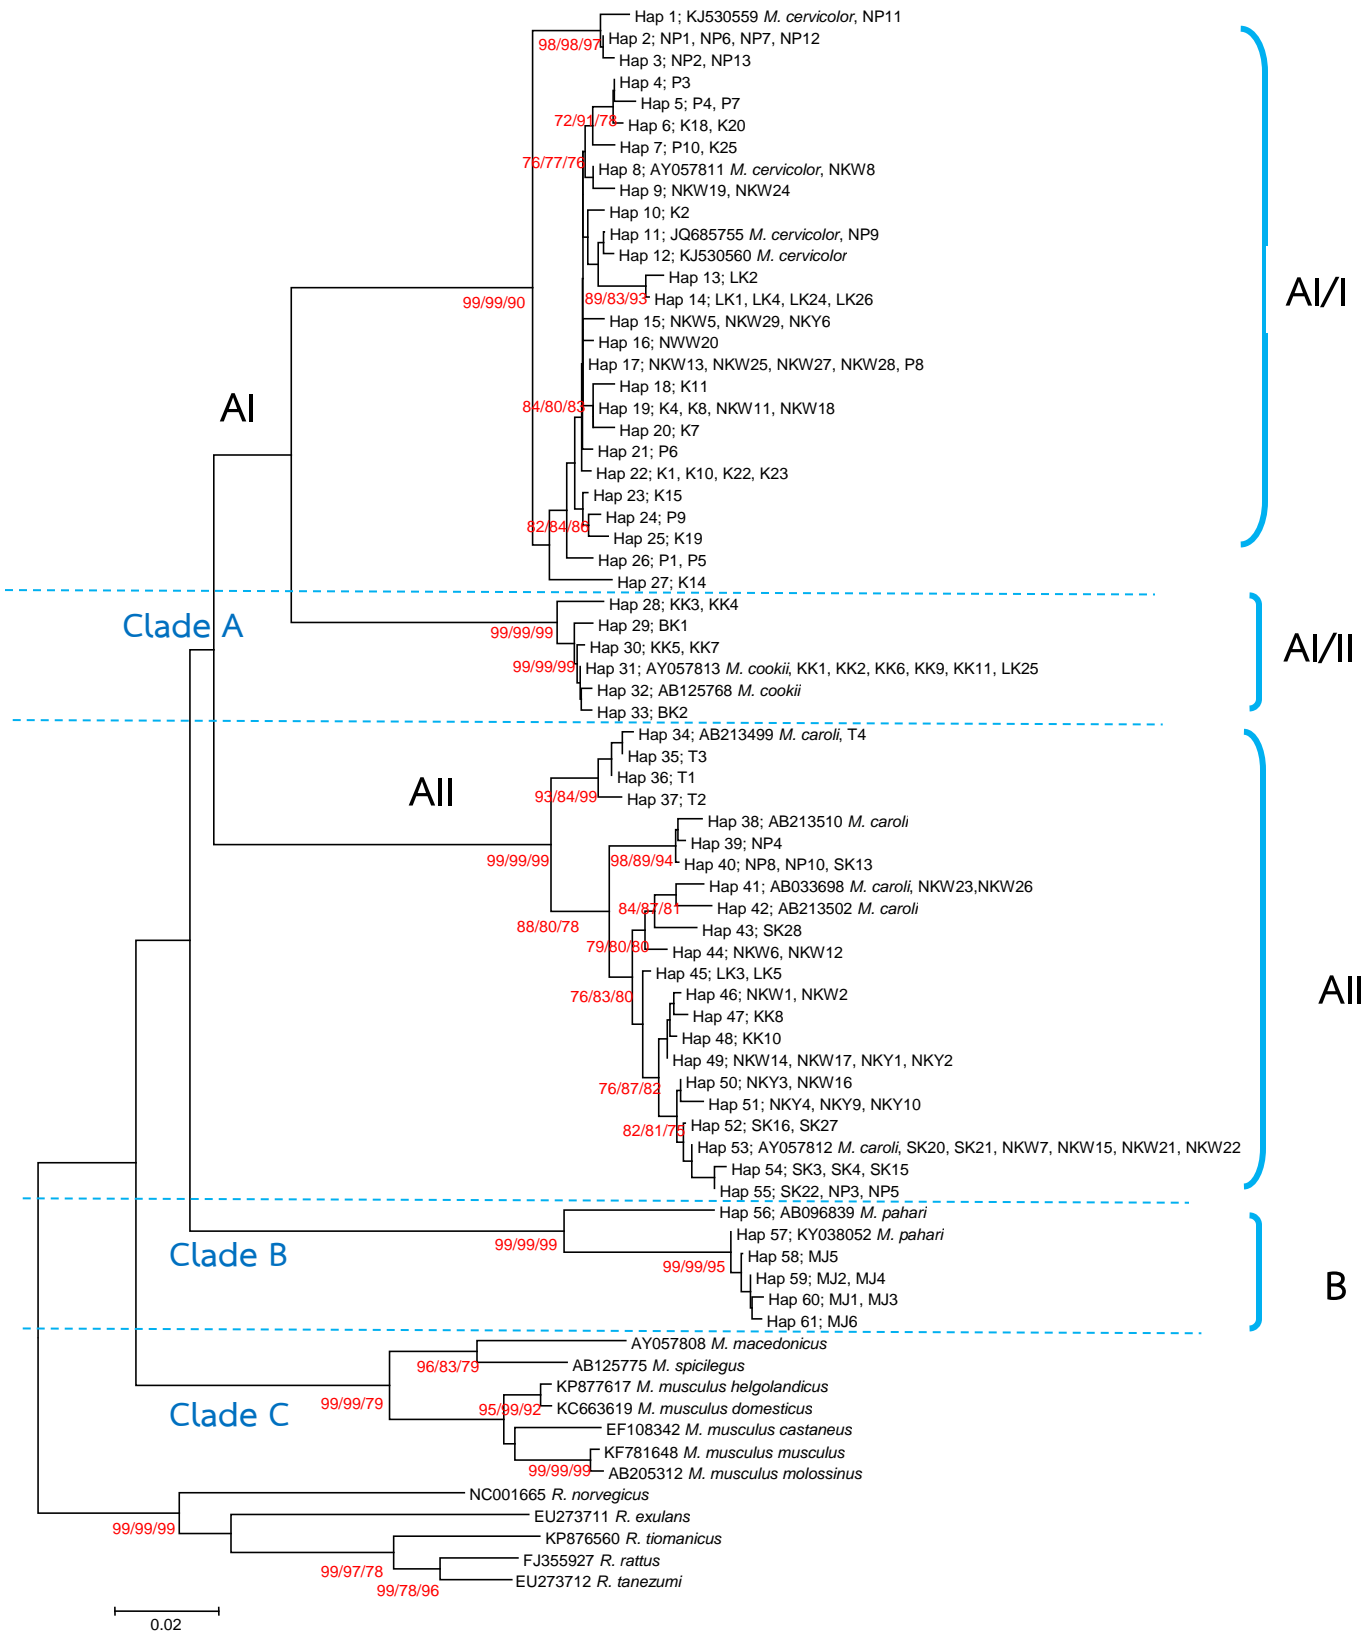 Hap 1; KJ530559 M. cervicolor, NP11
98/98/97
Hap 2; NP1, NP6, NP7, NP12
Hap 3; NP2, NP13
Hap 4; P3
Hap 5; P4, P7
72/91/78
Hap 6; K18, K20
Hap 7; P10, K25
76/77/76
Hap 8; AY057811 M. cervicolor, NKW8
Hap 9; NKW19, NKW24
Hap 10; K2
Hap 11; JQ685755 M. cervicolor, NP9
Hap 12; KJ530560 M. cervicolor
Hap 13; LK2
AI/I
99/99/90
89/83/93
Hap 14; LK1, LK4, LK24, LK26
Hap 15; NKW5, NKW29, NKY6
Hap 16; NWW20
Hap 17; NKW13, NKW25, NKW27, NKW28, P8
Hap 18; K11
AI
84/80/83
Hap 19; K4, K8, NKW11, NKW18
Hap 20; K7
Hap 21; P6
Hap 22; K1, K10, K22, K23
Hap 23; K15
Hap 24; P9
82/84/86
Hap 25; K19
Hap 26; P1, P5
Hap 27; K14
Hap 28; KK3, KK4
Clade A
99/99/99
Hap 29; BK1
Hap 30; KK5, KK7
AI/II
99/99/99
Hap 31; AY057813 M. cookii, KK1, KK2, KK6, KK9, KK11, LK25
Hap 32; AB125768 M. cookii
Hap 33; BK2
Hap 34; AB213499 M. caroli, T4
Hap 35; T3
Hap 36; T1
AII
93/84/99
Hap 37; T2
Hap 38; AB213510 M. caroli
Hap 39; NP4
99/99/99
98/89/94
Hap 40; NP8, NP10, SK13
Hap 41; AB033698 M. caroli, NKW23,NKW26
84/87/81
Hap 42; AB213502 M. caroli
88/80/78
Hap 43; SK28
79/80/80
Hap 44; NKW6, NKW12
Hap 45; LK3, LK5
76/83/80
Hap 46; NKW1, NKW2
AII
Hap 47; KK8
Hap 48; KK10
Hap 49; NKW14, NKW17, NKY1, NKY2
76/87/82
Hap 50; NKY3, NKW16
Hap 51; NKY4, NKY9, NKY10
82/81/75
Hap 52; SK16, SK27
Hap 53; AY057812 M. caroli, SK20, SK21, NKW7, NKW15, NKW21, NKW22
Hap 54; SK3, SK4, SK15
Hap 55; SK22, NP3, NP5
Hap 56; AB096839 M. pahari
Hap 57; KY038052 M. pahari
99/99/99
Clade B
Hap 58; MJ5
99/99/95
Hap 59; MJ2, MJ4
B
Hap 60; MJ1, MJ3
Hap 61; MJ6
AY057808 M. macedonicus
96/83/79
AB125775 M. spicilegus
KP877617 M. musculus helgolandicus
99/99/79
95/99/92
KC663619 M. musculus domesticus
Clade C
EF108342 M. musculus castaneus
KF781648 M. musculus musculus
99/99/99
AB205312 M. musculus molossinus
NC001665 R. norvegicus
EU273711 R. exulans
99/99/99
KP876560 R. tiomanicus
FJ355927 R. rattus
99/97/78
EU273712 R. tanezumi
99/78/96
0.02